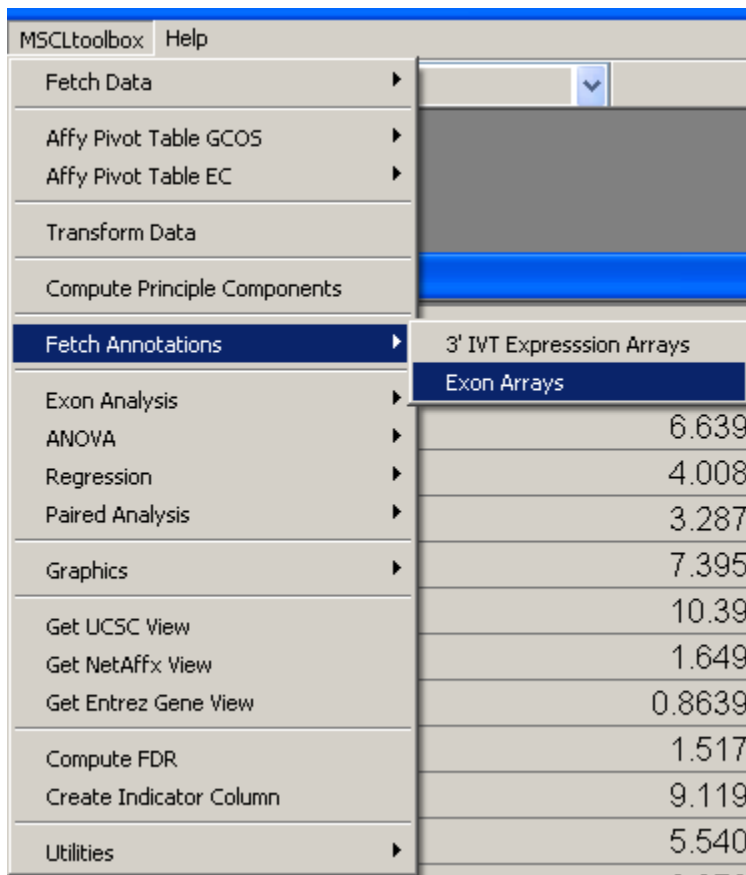 MSCLtoolbox Help
Fetch Data
Affy Pivot Table GCOS
Affy Pivot Table EC
Transform Data
Compute Principle Components
Fetch Annotations
3' IVT Expresssion Arrays
Exon Arrays
Exon Analysis
ANOVA
Regression
Paired Analysis
Graphics
Get UCSC View
Get NetAffx View
Get Entrez Gene View
Compute FDR
Create Indicator Column
Utilities
6.639
4.008
3.287
7.395
10.39
1.649
0.8639
1.517
9.119
5.540